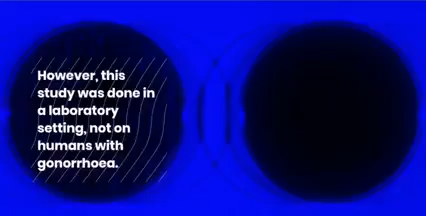 However, this
study was done in
a laboratory
setting, not on
humans with
gonorrhoea.